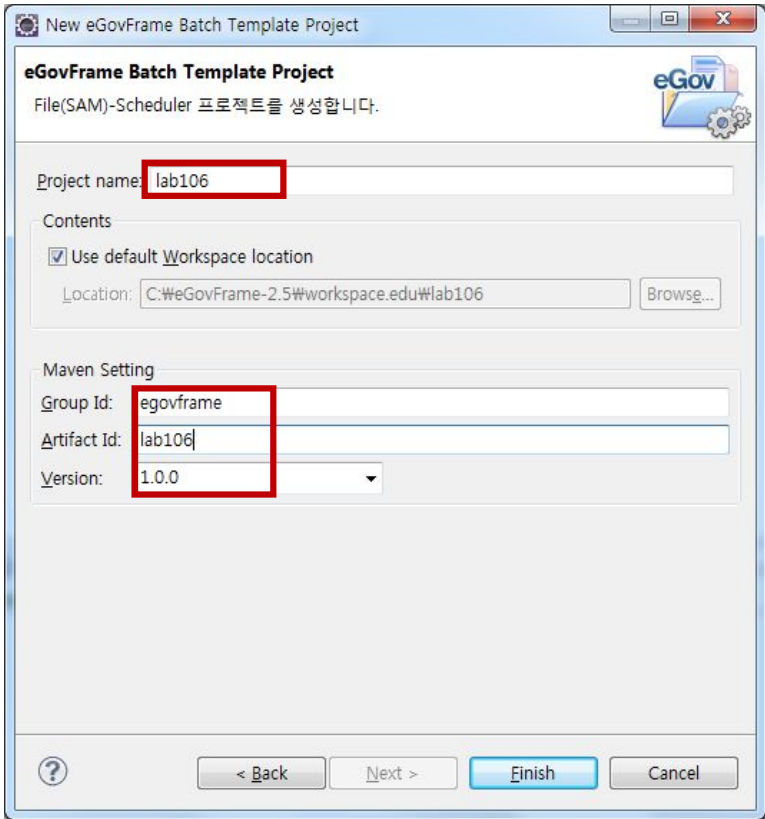 New eGovFrame Batch Template Project
eGovFrame Batch Template Project
File(SAM)-Scheduler 프로젝트를 생성합니다.
eGov
Project name: lab106
Contents
Use default Workspace location
Location: C:₩eGovFrame-2.5₩workspace.edu₩lab106 Browse...
Maven Setting
Group Id: egovframe
Artifact Id: lab106
Version: 1.0.0
? < Back Next > Finish Cancel